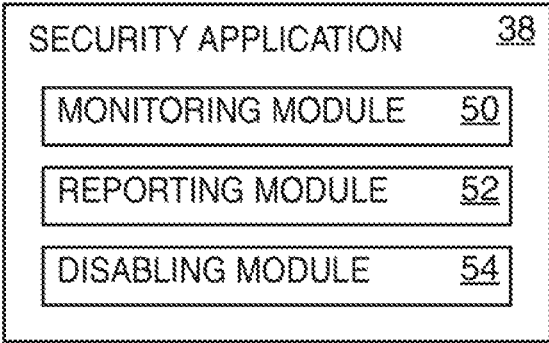 SECURITY APPLICATION 38
MONITORING MODULE 50
REPORTING MODULE 52
DISABLING MODULE 54